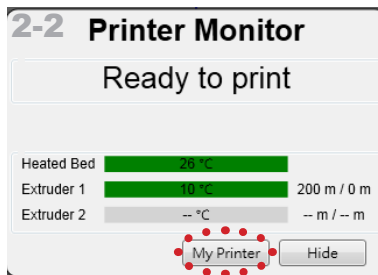 2-2 Printer Monitor
Ready to print
Heated Bed 26 °C
Extruder 1 10 °C 200 m / 0 m
Extruder 2 -- °C -- m / -- m
My Printer Hide